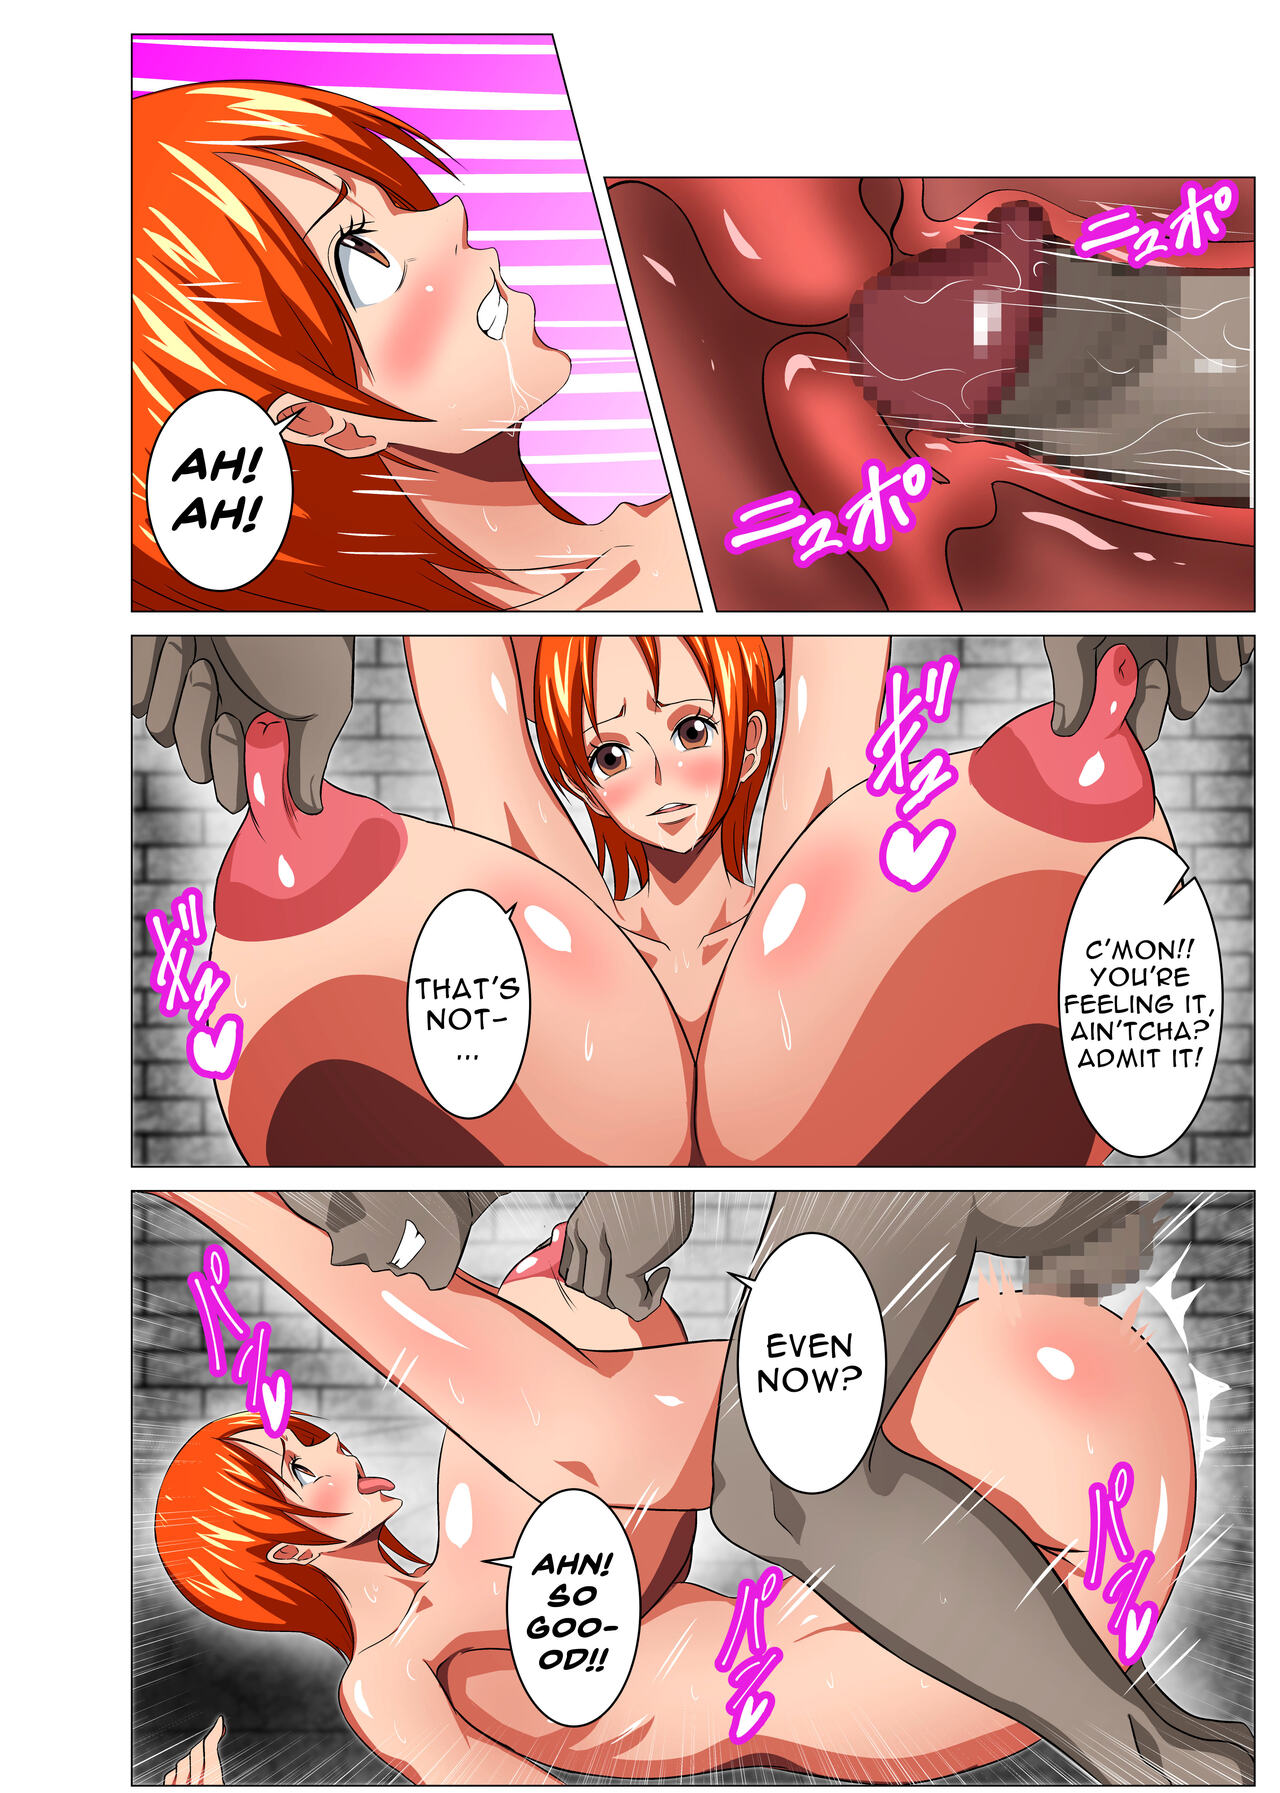 AH!
AH!
ニュポ
ニュポ
ギュ
ギュ
THAT'S
NOT-
...
C'MON!!
YOU'RE
FEELING IT,
AIN'TCHA?
ADMIT IT!
EVEN
NOW?
AHN!
SO
GOO-
OD!!
パン
パン
パン